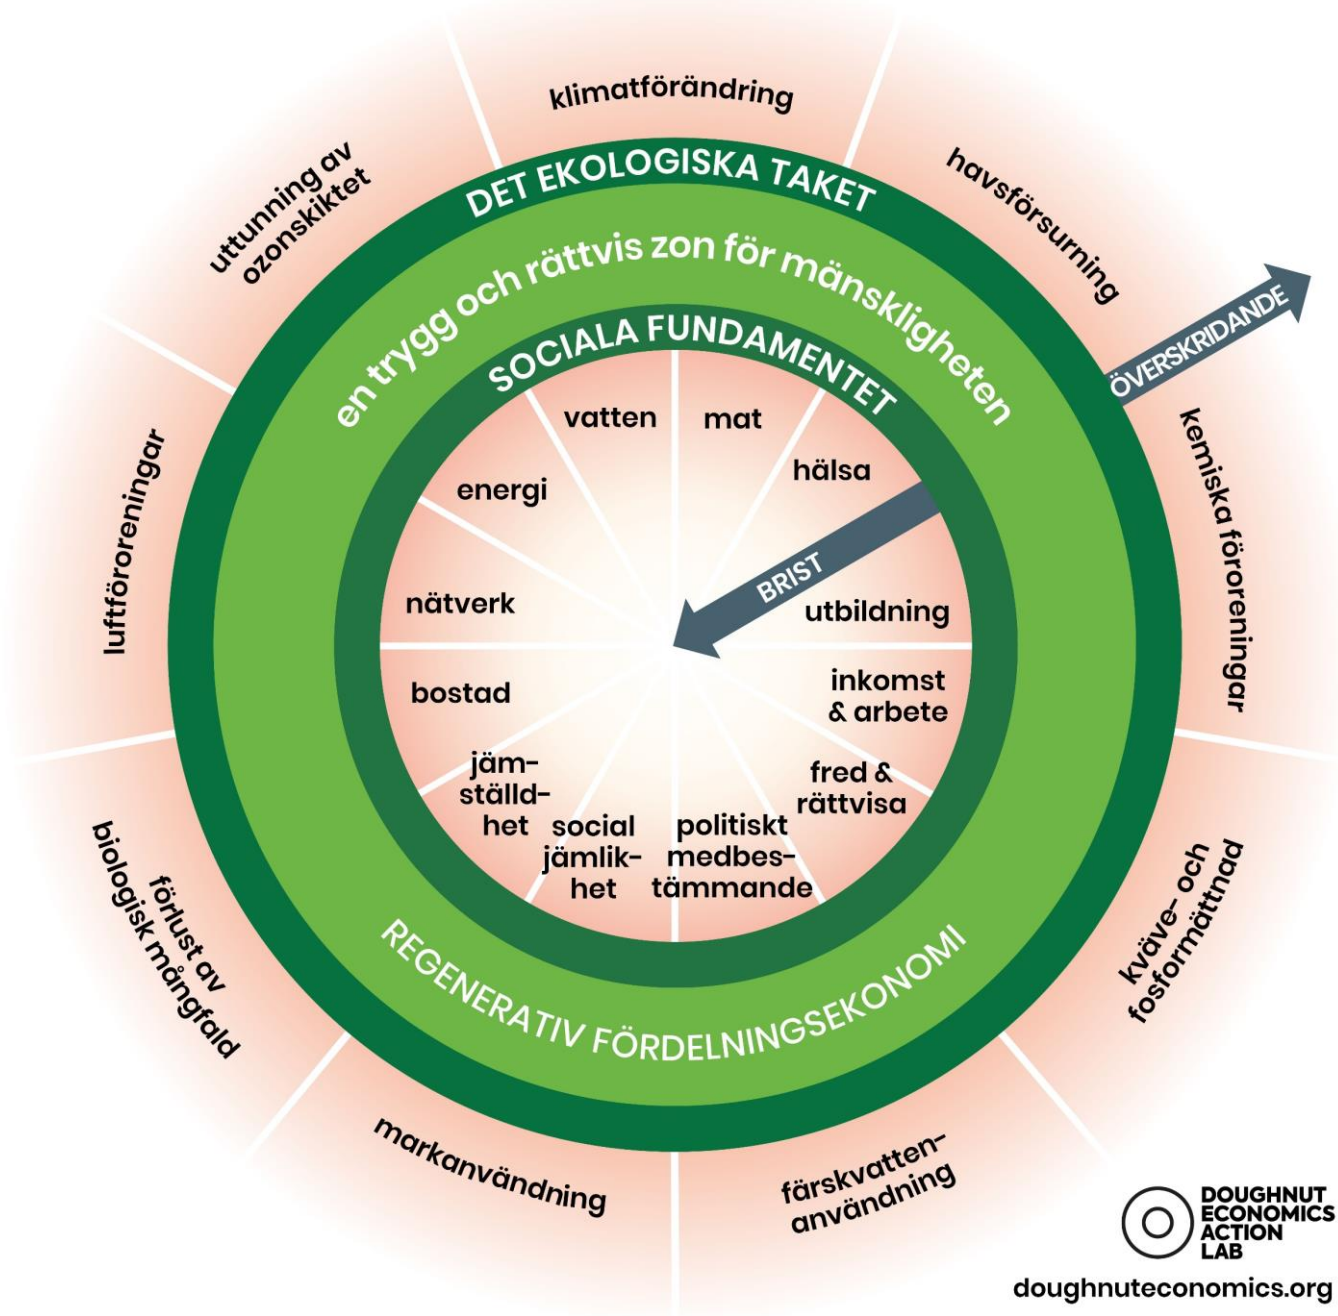 klimatförändring
havsförsurning
ÖVERSKRIDANDE
kemiska föroreningar
kväve- och
fosformättnad
färskvatten-
användning
markanvändning
förlust av
biologisk mångfald
luftföroreningar
uttunning av
ozonskiktet
DET EKOLOGISKA TAKET
en trygg och rättvis zon för mänskligheten
SOCIALA FUNDAMENTET
vatten
mat
hälsa
BRIST
utbildning
inkomst
& arbete
fred &
rättvisa
politiskt
medbes-
tämmande
social
jämlik-
het
jäm-
ställd-
het
bostad
nätverk
energi
REGENERATIV FÖRDELNINGSEKONOMI
DOUGHNUT
ECONOMICS
ACTION
LAB
doughnuteconomics.org